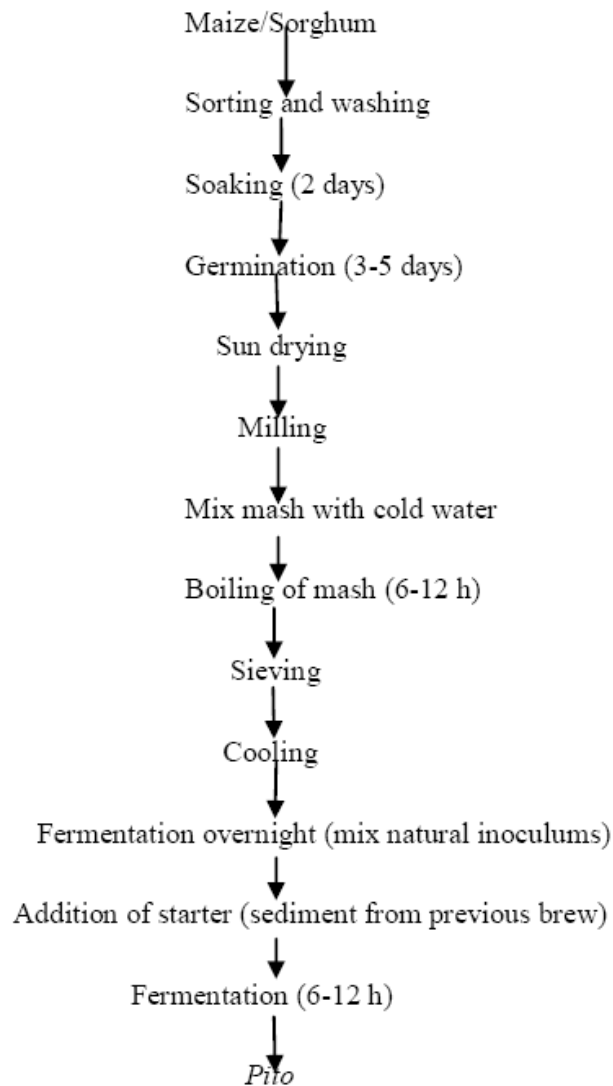 Maize/Sorghum
Sorting and washing
Soaking (2 days)
Germination (3-5 days)
Sun drying
Milling
Mix mash with cold water
Boiling of mash (6-12 h)
Sieving
Cooling
Fermentation overnight (mix natural inoculums)
Addition of starter (sediment from previous brew)
Fermentation (6-12 h)
Pito